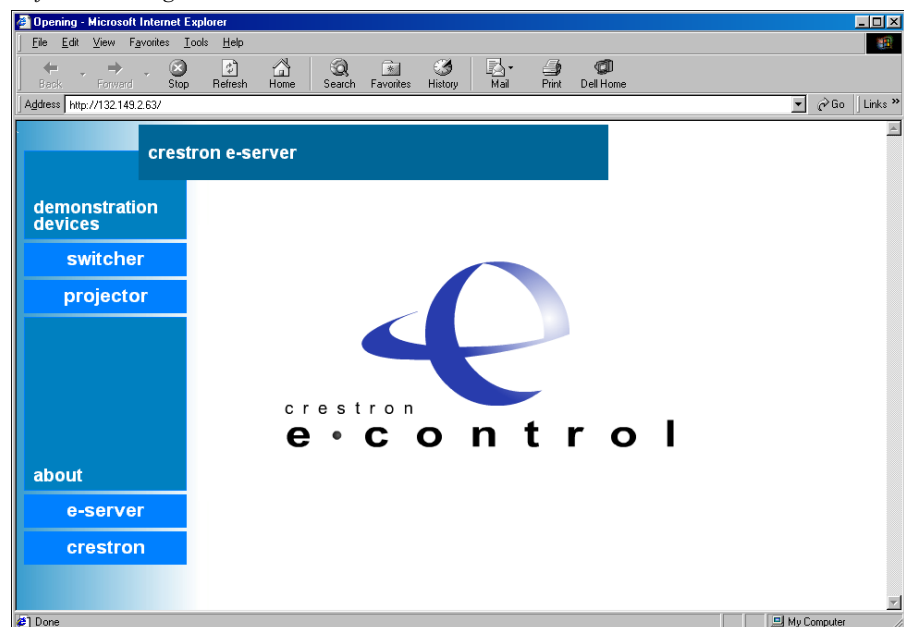 Opening - Microsoft Internet Explorer
File Edit View Favorites Tools Help
Back Forward Stop Refresh Home Search Favorites History Mail Print Dell Home
Address http://132.149.2.63/ Go Links »
crestron e-server
demonstration
devices
switcher
projector
crestron
e·control
about
e-server
crestron
Done My Computer